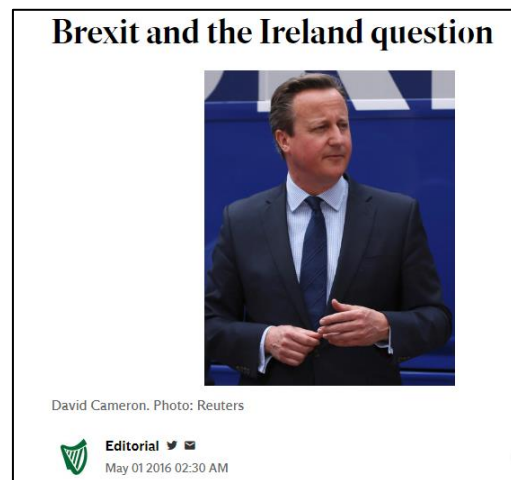 Brexit and the Ireland question
David Cameron. Photo: Reuters
Editorial
May 01 2016 02:30 AM